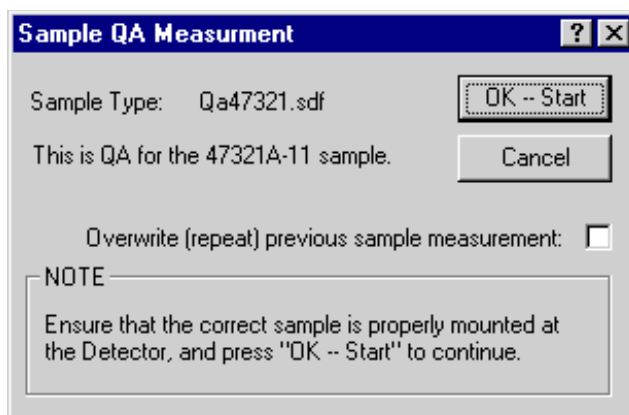 Sample QA Measurment
Sample Type: Qa47321.sdf
OK -- Start
This is QA for the 47321A-11 sample.
Cancel
Overwrite (repeat) previous sample measurement:
NOTE
Ensure that the correct sample is properly mounted at
the Detector, and press "OK -- Start" to continue.